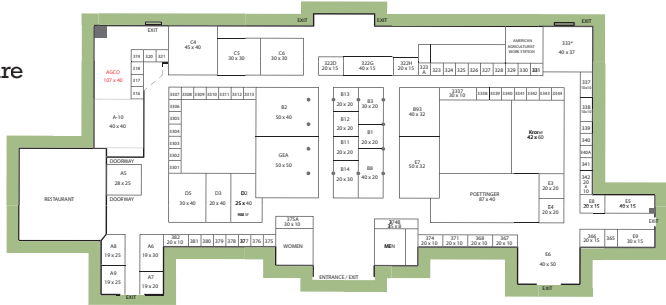 re
EXIT
EXIT
EXIT
C4
45 x 40
C5
30 x 30
C6
30 x 30
322D
20 x 15
322G
40 x 15
322H
20 x 15
AMERICAN
AGRICULTURIST
WORK STATION
333*
40 x 37
319
320
321
318
317
316
AGCO
107 x 40
323
A
323
324
325
326
327
328
329
330
331
A-10
40 x 40
3307
3308
3309
3310
3311
3312
3313
3306
3305
3304
3303
3302
3301
B2
50 x 40
GEA
50 x 50
B13
20 x 20
B3
30 x 20
B12
20 x 20
B1
20 x 20
B11
20 x 20
B14
30 x 20
B8
40 x 20
B93
40 x 32
E7
50 x 32
3337
30 x 10
3338
3339
3340
3341
3342
3343
3344
Krone
42 x 60
POETTINGER
87 x 40
E3
20 x 20
E4
20 x 20
337
338
339
340
340A
341
342
20
x
10
DOORWAY
A5
28 x 25
DOORWAY
RESTAURANT
D5
30 x 40
D3
20 x 40
25 x 40
E8
20 x 15
E5
40 x 15
EXIT
A8
19 x 25
A9
19 x 25
A6
19 x 30
A7
19 x 20
382
20 x 10
381
380
379
378
377
376
375
375A
30 x 10
WOMEN
374B
MEN
374
20 x 10
371
20 x 10
368
20 x 10
367
20 x 10
366
20 x 15
365
E9
30 x 15
E6
40 x 50
EXIT
ENTRANCE / EXIT
EXIT